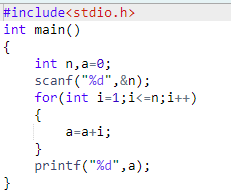 #include<stdio.h>
int main()
{
    int n,a=0;
    scanf("%d",&n);
    for(int i=1;i<=n;i++)
    {
        a=a+i;
    }
    printf("%d",a);
}